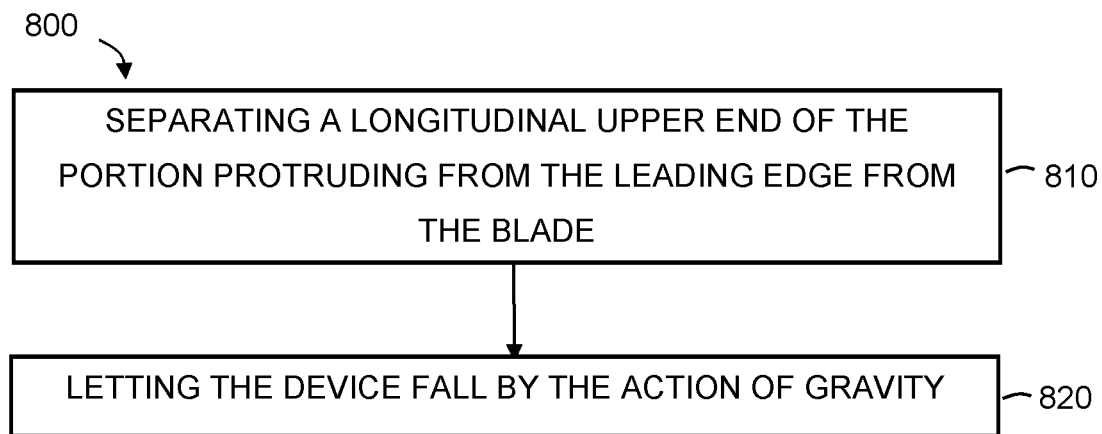 800
SEPARATING A LONGITUDINAL UPPER END OF THE
PORTION PROTRUDING FROM THE LEADING EDGE FROM
THE BLADE
810
LETTING THE DEVICE FALL BY THE ACTION OF GRAVITY
820